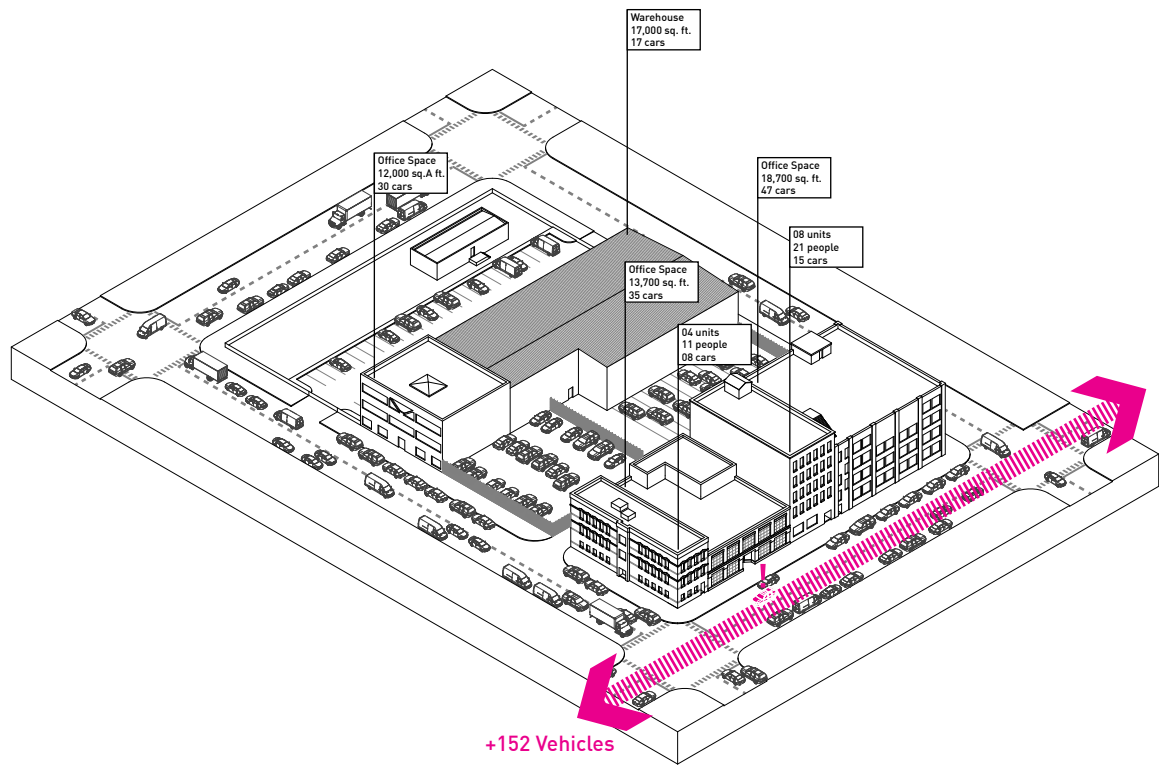 Warehouse
17,000 sq. ft.
17 cars
Office Space
12,000 sq.A ft.
30 cars
Office Space
18,700 sq. ft.
47 cars
08 units
21 people
15 cars
Office Space
13,700 sq. ft.
35 cars
04 units
11 people
08 cars
!
+152 Vehicles